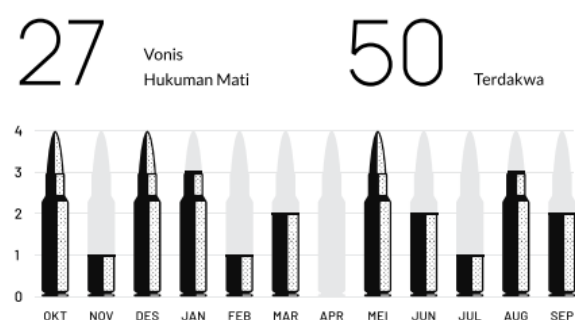 27
Vonis
Hukuman Mati
50
Terdakwa
4
3
2
1
0
OKT NOV DES JAN FEB MAR APR MEI JUN JUL AUG SEP